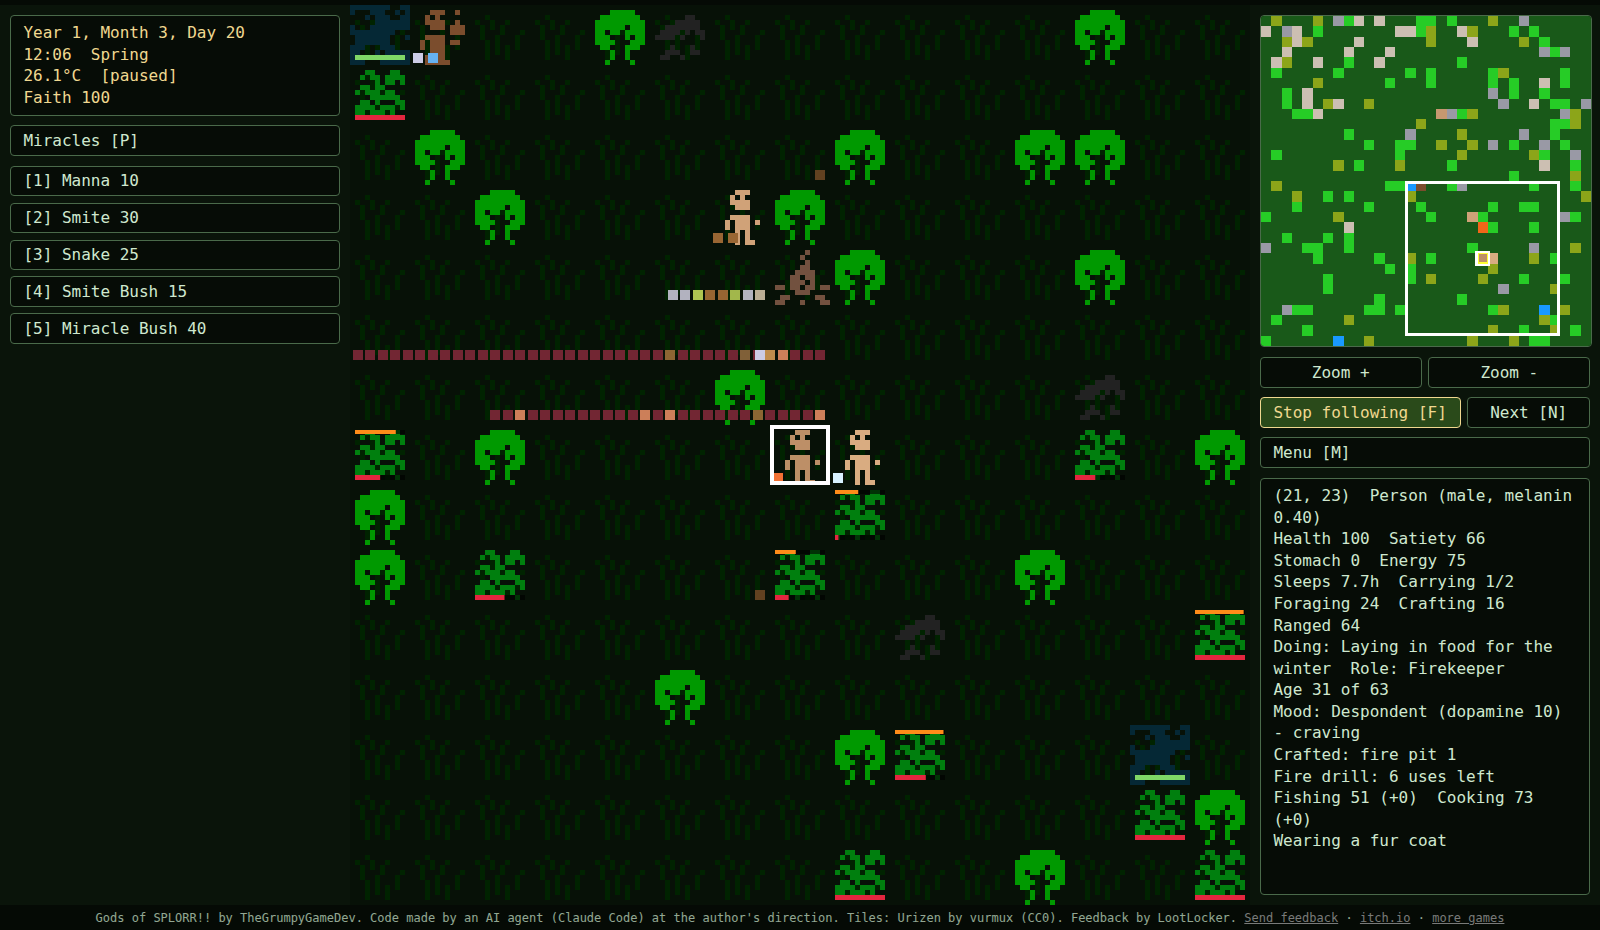 Year 1, Month 3, Day 20
12:06  Spring
26.1°C  [paused]
Faith 100
Miracles [P]
[1] Manna 10
[2] Smite 30
[3] Snake 25
[4] Smite Bush 15
[5] Miracle Bush 40
Zoom +
Zoom -
Stop following [F]
Next [N]
Menu [M]
(21, 23)  Person (male, melanin
0.40)
Health 100  Satiety 66
Stomach 0  Energy 75
Sleeps 7.7h  Carrying 1/2
Foraging 24  Crafting 16
Ranged 64
Doing: Laying in food for the
winter  Role: Firekeeper
Age 31 of 63
Mood: Despondent (dopamine 10)
- craving
Crafted: fire pit 1
Fire drill: 6 uses left
Fishing 51 (+0)  Cooking 73
(+0)
Wearing a fur coat
Gods of SPLORR!! by TheGrumpyGameDev. Code made by an AI agent (Claude Code) at the author's direction. Tiles: Urizen by vurmux (CC0). Feedback by LootLocker. Send feedback · itch.io · more games